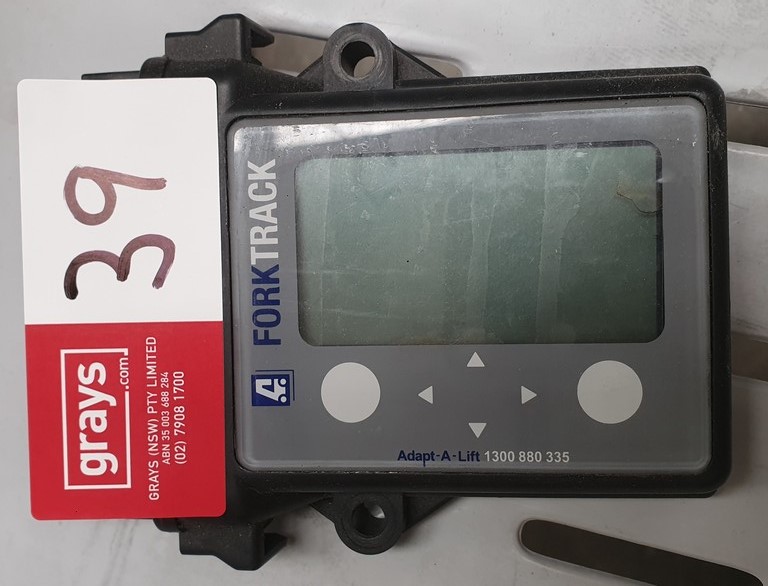 39
grays
.com
GRAYS (NSW) PTY LIMITED
ABN 35 003 688 284
(02) 7908 1700
FORKTRACK
Adapt-A-Lift 1300 880 335